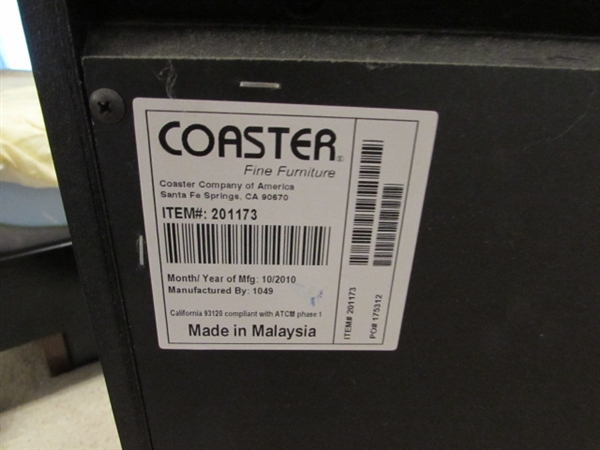 COASTER®
Fine Furniture
Coaster Company of America
Santa Fe Springs, CA 90670
ITEM#: 201173
Month/ Year of Mfg: 10/2010
Manufactured By: 1049
California 93120 compliant with ATCM phase 1
Made in Malaysia
ITEM# 201173
PO# 175312